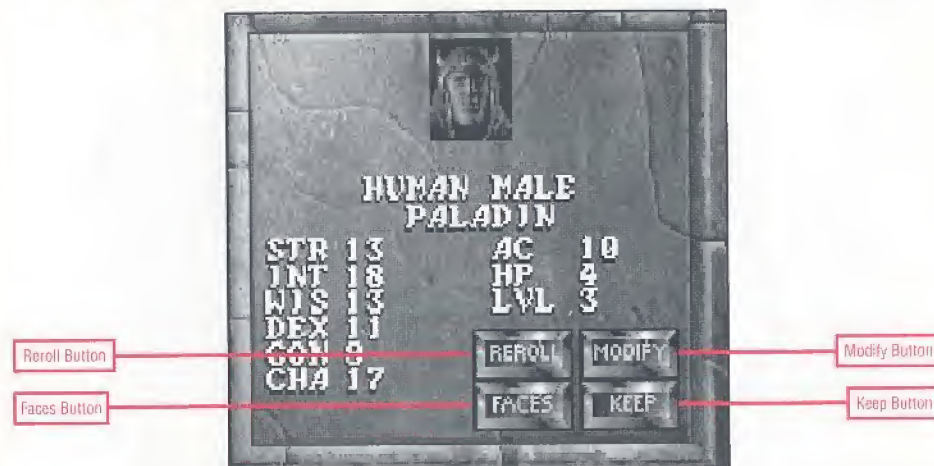 HUMAN MALE
PALADIN
STR 13
INT 18
WIS 13
DEX 11
CON 9
CHA 17
AC 10
HP 4
LVL 3
REROLL
MODIFY
FACES
KEEP
Reroll Button
Faces Button
Modify Button
Keep Button